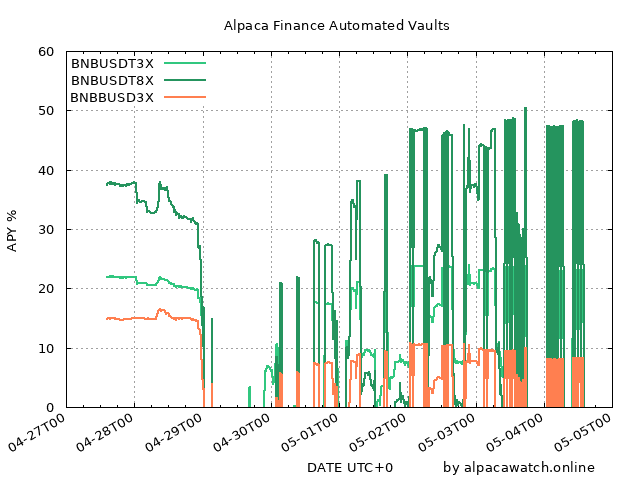 Alpaca Finance Automated Vaults
APY %
60
50
40
30
20
10
0
BNBUSDT3X
BNBUSDT8X
BNBBUSD3X
04-27T00
04-28T00
04-29T00
04-30T00
05-01T00
05-02T00
05-03T00
05-04T00
05-05T00
DATE UTC+0
by alpacawatch.online